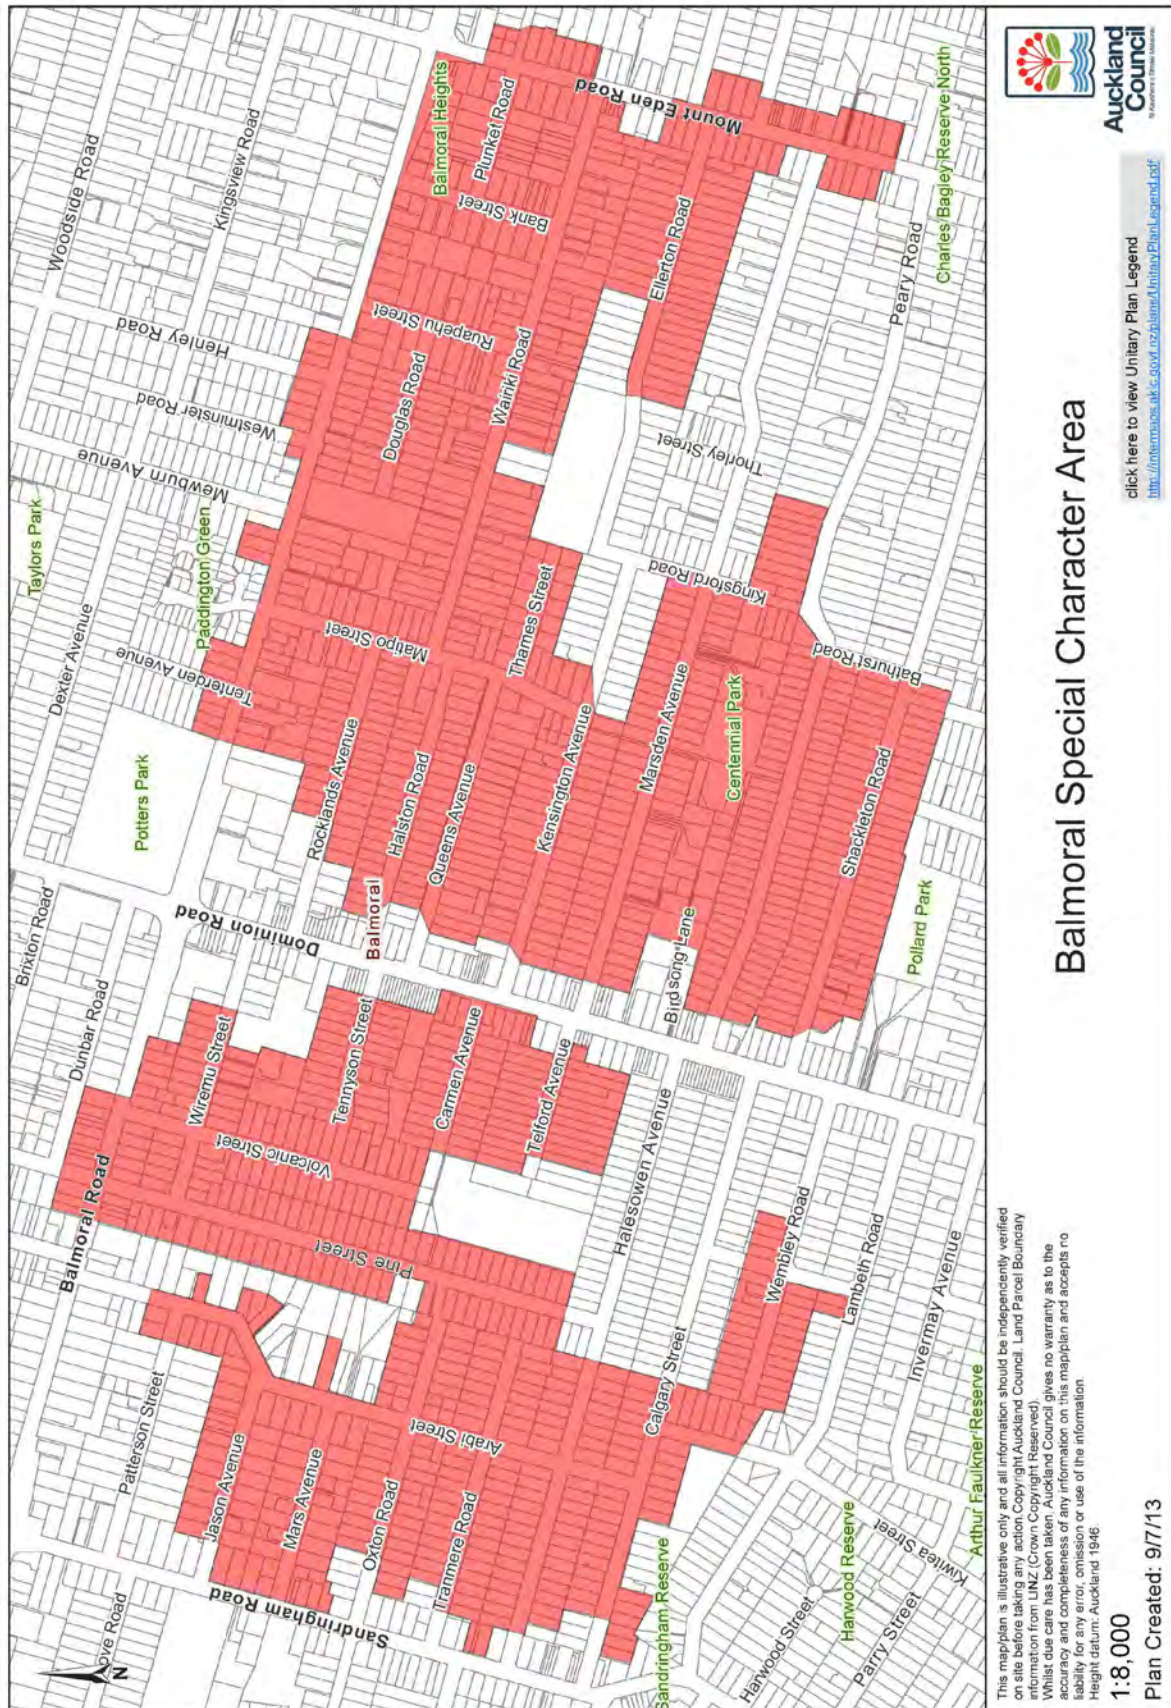 Woodside Road
Kingsview Road
Henley Road
Westminster Road
Mewburn Avenue
Taylors Park
Paddington Green
Dexter Avenue
Tenterden Avenue
Potters Park
Brixton Road
Dunbar Road
Dominion Road
Balmoral Road
Patterson Street
Sandringham Road
ove Road
N
Balmoral Heights
Plunket Road
Bank Street
Mount Eden Road
Ruapehu Street
Douglas Road
Wairiki Road
Ellerton Road
Matipo Street
Thames Street
Thorley Street
Peary Road
Charles Bagley Reserve North
Rocklands Avenue
Halston Road
Queens Avenue
Balmoral
Kensington Avenue
Marsden Avenue
Kingsford Road
Centennial Park
Bathurst Road
Shackleton Road
Birdsong Lane
Pollard Park
Wiremu Street
Tennyson Street
Volcanic Street
Carmen Avenue
Telford Avenue
Pine Street
Halesowen Avenue
Wembley Road
Calgary Street
Lambeth Road
Invermay Avenue
Jason Avenue
Mars Avenue
Arabi Street
Oxton Road
Tranmere Road
Sandringham Reserve
Harwood Reserve
Harwood Street
Parry Street
Kiwitea Street
Arthur Faulkner Reserve
This map/plan is illustrative only and all information should be independently verified
on site before taking any action. Copyright Auckland Council. Land Parcel Boundary
information from LINZ (Crown Copyright Reserved).
Whilst due care has been taken, Auckland Council gives no warranty as to the
accuracy and completeness of any information on this map/plan and accepts no
liability for any error, omission or use of the information.
Height datum: Auckland 1946.
1:8,000
Plan Created: 9/7/13
Balmoral Special Character Area
click here to view Unitary Plan Legend
Auckland
Council